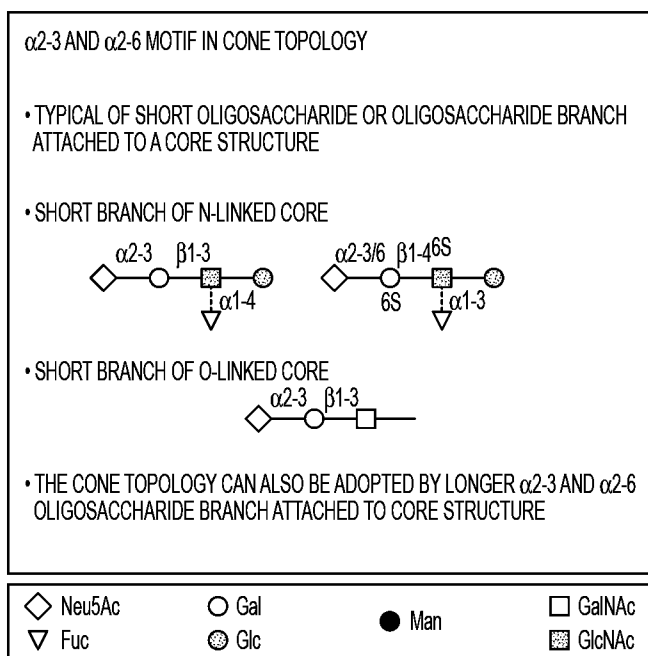 α2-3 AND α2-6 MOTIF IN CONE TOPOLOGY
• TYPICAL OF SHORT OLIGOSACCHARIDE OR OLIGOSACCHARIDE BRANCH
ATTACHED TO A CORE STRUCTURE
• SHORT BRANCH OF N-LINKED CORE
α2-3 β1-3 α2-3/6 β1-4 6S
α1-4 6S α1-3
• SHORT BRANCH OF O-LINKED CORE
α2-3 β1-3
• THE CONE TOPOLOGY CAN ALSO BE ADOPTED BY LONGER α2-3 AND α2-6
OLIGOSACCHARIDE BRANCH ATTACHED TO CORE STRUCTURE
Neu5Ac Gal Man GalNAc
Fuc Glc GlcNAc